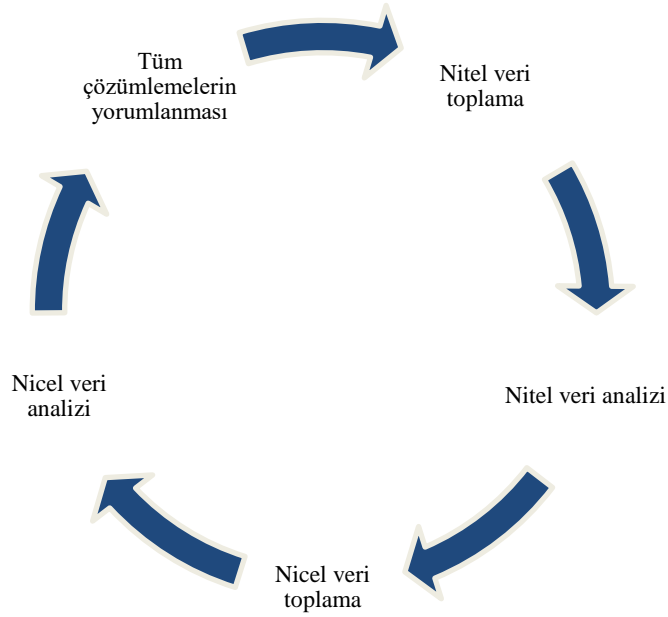 Tüm
çözümlemelerin
yorumlanması
Nitel veri
toplama
Nitel veri analizi
Nicel veri
toplama
Nicel veri
analizi